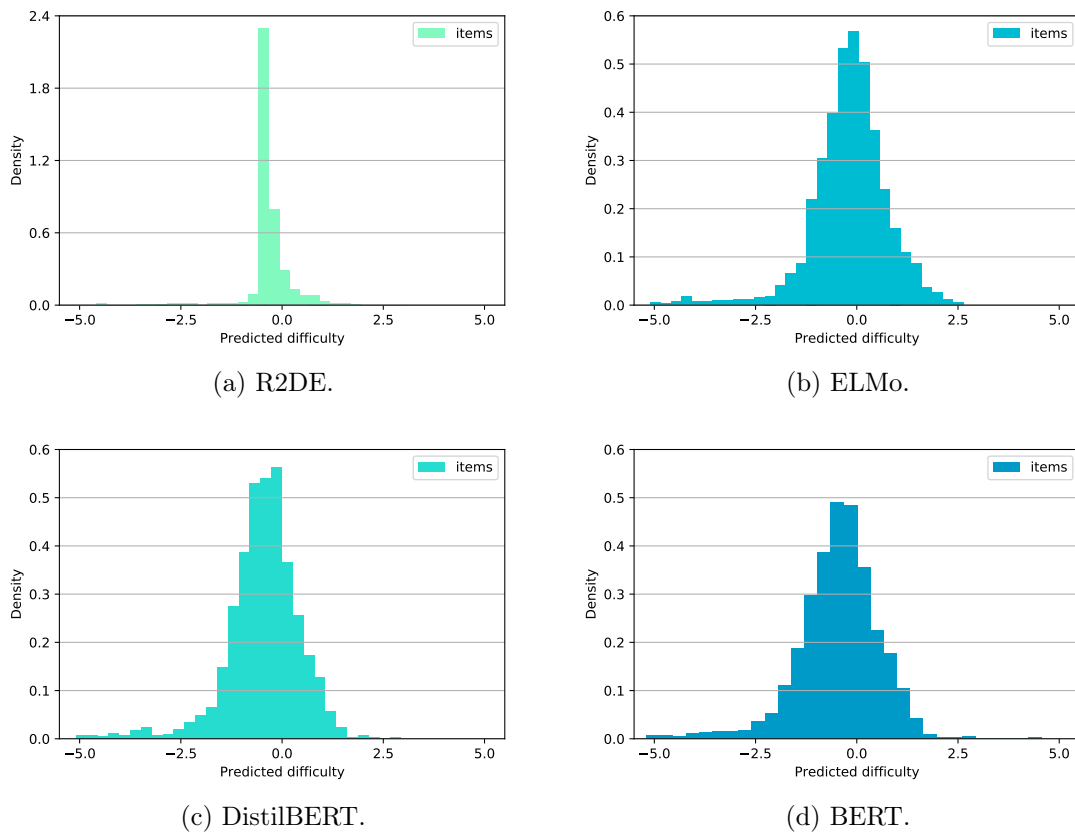 2.4
1.8
1.2
0.6
0.0
Density
items
−5.0 −2.5 0.0 2.5 5.0
Predicted difficulty
(a) R2DE.
0.6
0.5
0.4
0.3
0.2
0.1
0.0
Density
items
−5.0 −2.5 0.0 2.5 5.0
Predicted difficulty
(b) ELMo.
0.6
0.5
0.4
0.3
0.2
0.1
0.0
Density
items
−5.0 −2.5 0.0 2.5 5.0
Predicted difficulty
(c) DistilBERT.
0.6
0.5
0.4
0.3
0.2
0.1
0.0
Density
items
−5.0 −2.5 0.0 2.5 5.0
Predicted difficulty
(d) BERT.